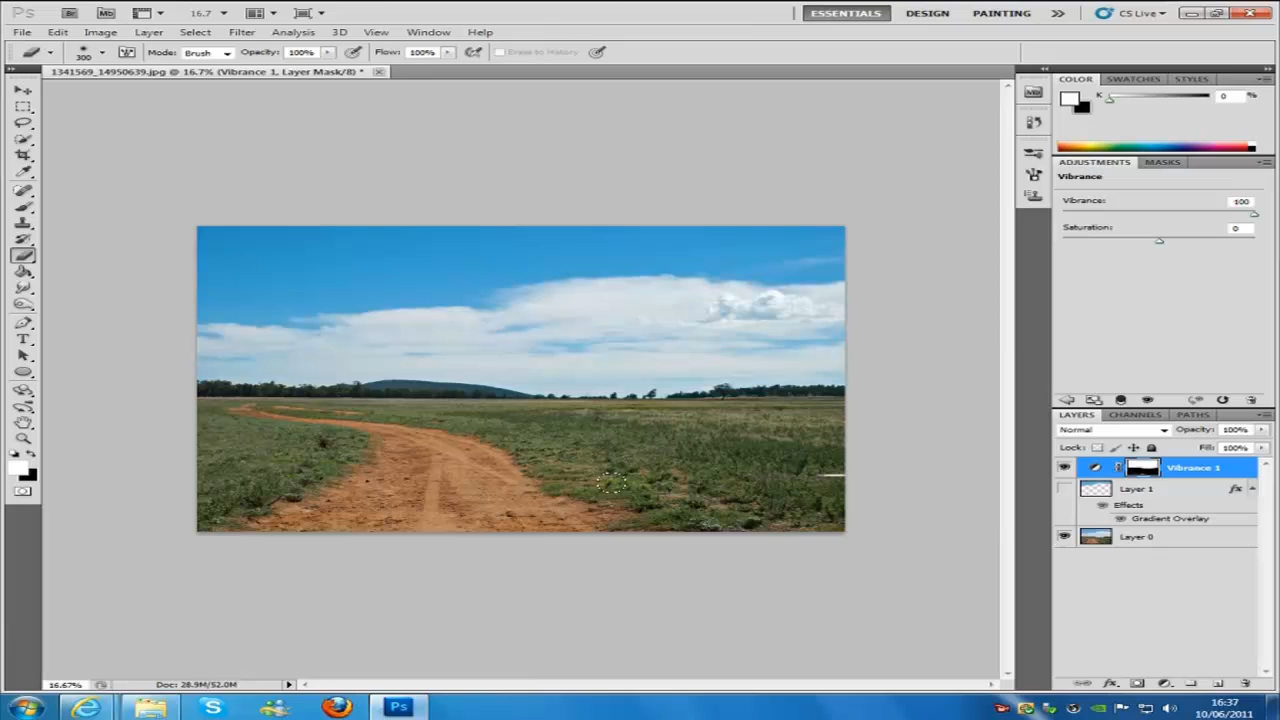 Ps Br Mb 16.7 ESSENTIALS DESIGN PAINTING CS Live
File Edit Image Layer Select Filter Analysis 3D View Window Help
300 Mode: Brush Opacity: 100% Flow: 100% Erase to History
1341569_14950639.jpg @ 16.7% (Vibrance 1, Layer Mask/8) *
COLOR SWATCHES STYLES
K 0 %
ADJUSTMENTS MASKS
Vibrance
Vibrance: 100
Saturation: 0
LAYERS CHANNELS PATHS
Normal Opacity: 100%
Lock: Fill: 100%
Vibrance 1
Layer 1 fx
Effects
Gradient Overlay
Layer 0
16.67% Doc: 28.9M/52.0M
Ps
16:37
10/06/2011